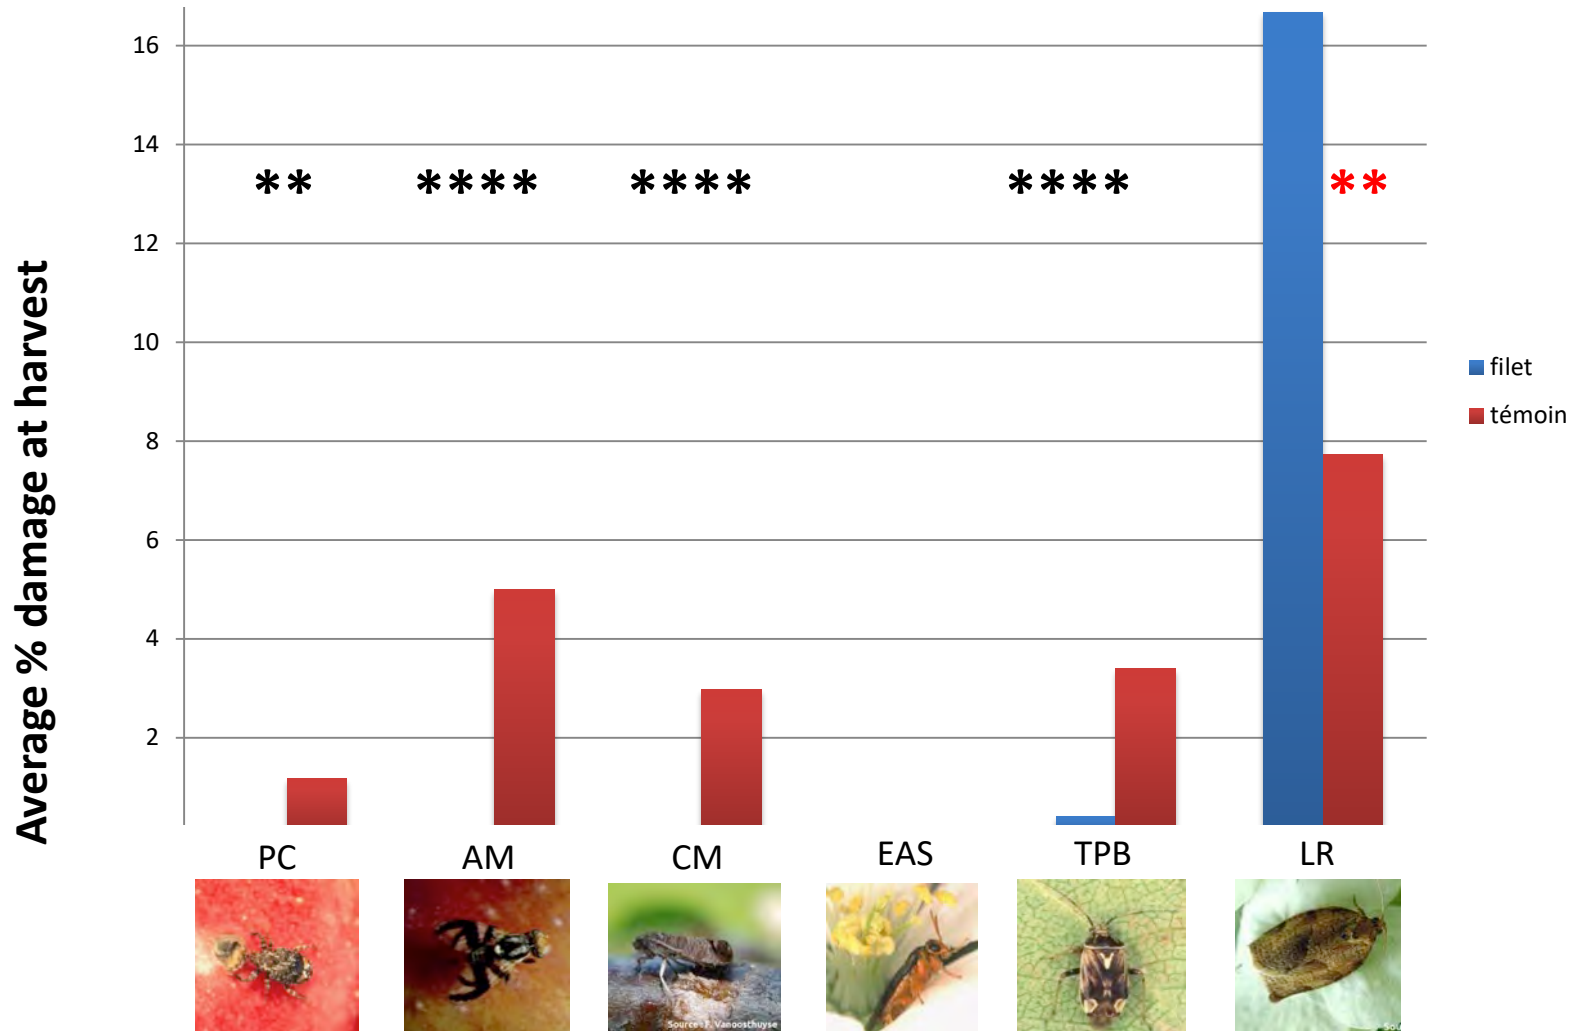 16
14
** **** **** **** **
12
10
8
6
4
2
Average % damage at harvest
filet
témoin
PC AM CM EAS TPB LR
Source : F. Vanoosthuyse